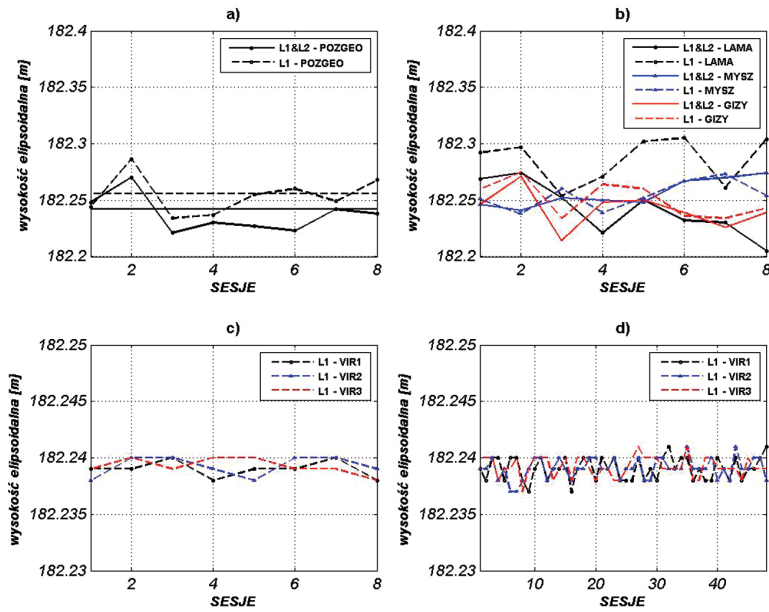 a)
182.4
182.35
182.3
182.25
182.2
wysokość elipsoidalna [m]
L1&L2 - POZGEO
L1 - POZGEO
2 4 6 8
SESJE
b)
182.4
182.35
182.3
182.25
182.2
wysokość elipsoidalna [m]
L1&L2 - LAMA
L1 - LAMA
L1&L2 - MYSZ
L1 - MYSZ
L1&L2 - GIZY
L1 - GIZY
2 4 6 8
SESJE
c)
182.25
182.245
182.24
182.235
182.23
wysokość elipsoidalna [m]
L1 - VIR1
L1 - VIR2
L1 - VIR3
2 4 6 8
SESJE
d)
182.25
182.245
182.24
182.235
182.23
wysokość elipsoidalna [m]
L1 - VIR1
L1 - VIR2
L1 - VIR3
10 20 30 40
SESJE